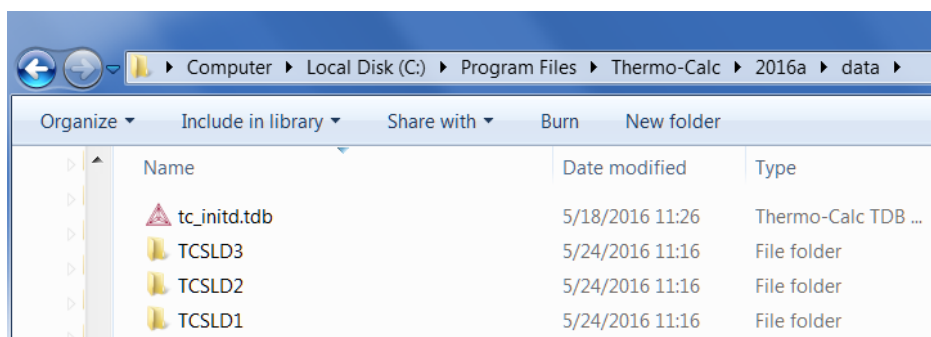 Computer Local Disk (C:) Program Files Thermo-Calc 2016a data
Organize Include in library Share with Burn New folder
Name Date modified Type
tc_initd.tdb 5/18/2016 11:26 Thermo-Calc TDB ...
TCSLD3 5/24/2016 11:16 File folder
TCSLD2 5/24/2016 11:16 File folder
TCSLD1 5/24/2016 11:16 File folder